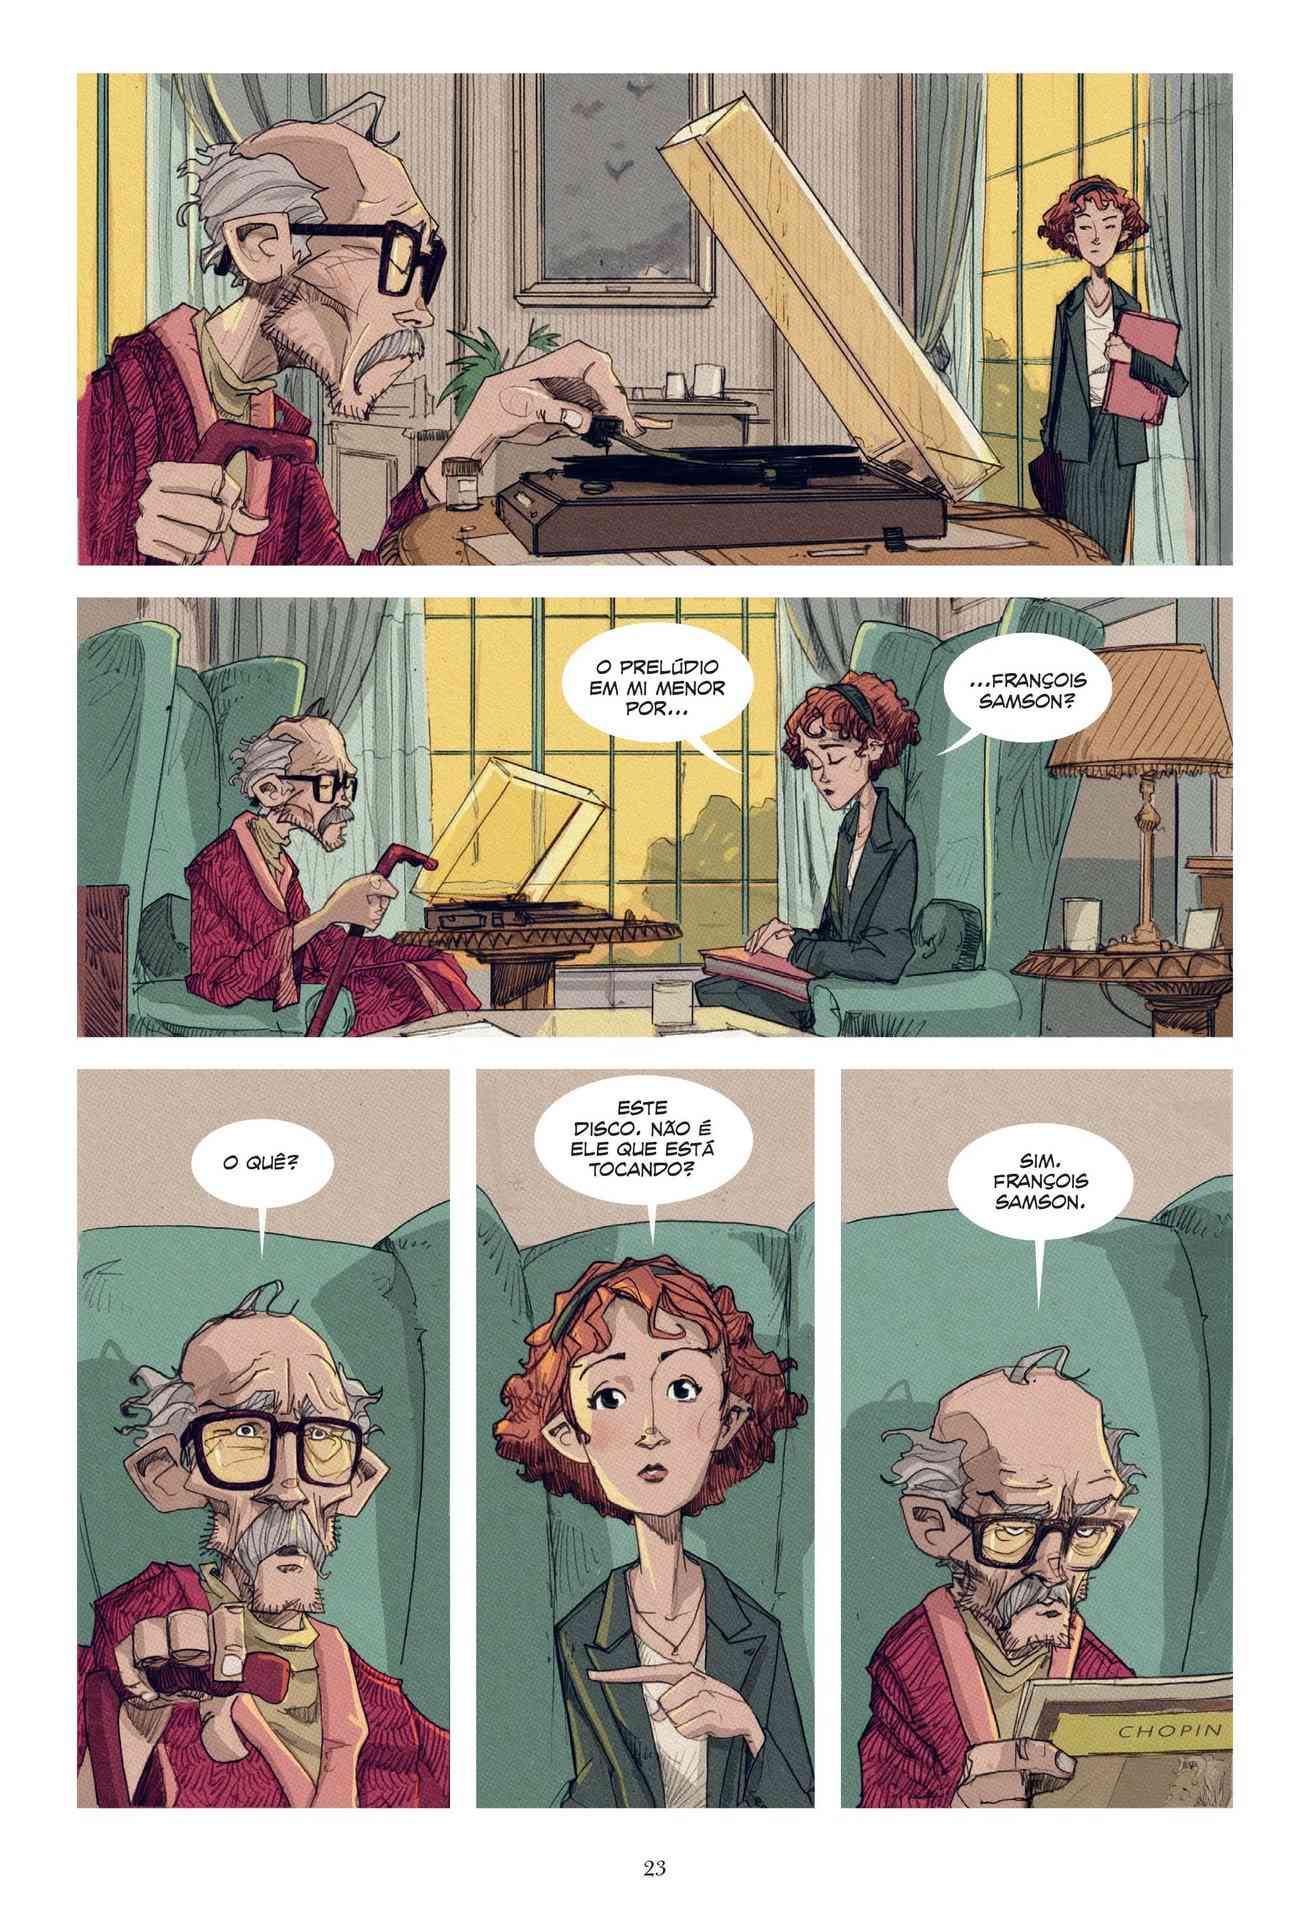 O PRELÚDIO
EM MI MENOR
POR...
...FRANÇOIS
SAMSON?
O QUÊ?
ESTE
DISCO. NÃO É
ELE QUE ESTÁ
TOCANDO?
SIM.
FRANÇOIS
SAMSON.
CHOPIN
23